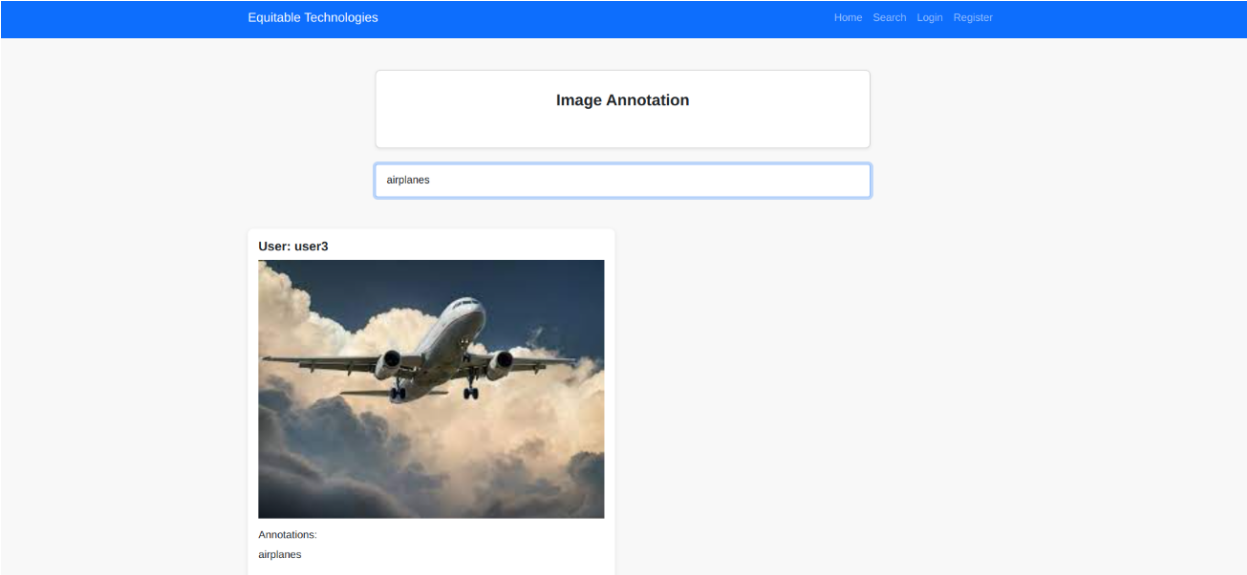 Equitable Technologies Home Search Login Register
Image Annotation
airplanes
User: user3
Annotations:
airplanes